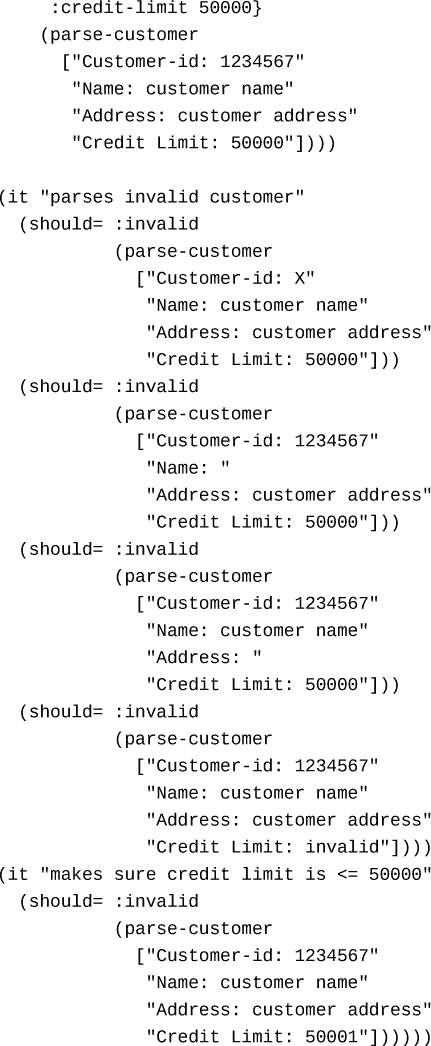 :credit-limit 50000}
(parse-customer
["Customer-id: 1234567"
"Name: customer name"
"Address: customer address"
"Credit Limit: 50000"])))
(it "parses invalid customer"
(should= :invalid
(parse-customer
["Customer-id: X"
"Name: customer name"
"Address: customer address"
"Credit Limit: 50000"]))
(should= :invalid
(parse-customer
["Customer-id: 1234567"
"Name: "
"Address: customer address"
"Credit Limit: 50000"]))
(should= :invalid
(parse-customer
["Customer-id: 1234567"
"Name: customer name"
"Address: "
"Credit Limit: 50000"]))
(should= :invalid
(parse-customer
["Customer-id: 1234567"
"Name: customer name"
"Address: customer address"
"Credit Limit: invalid"])))
(it "makes sure credit limit is <= 50000"
(should= :invalid
(parse-customer
["Customer-id: 1234567"
"Name: customer name"
"Address: customer address"
"Credit Limit: 50001"])))))